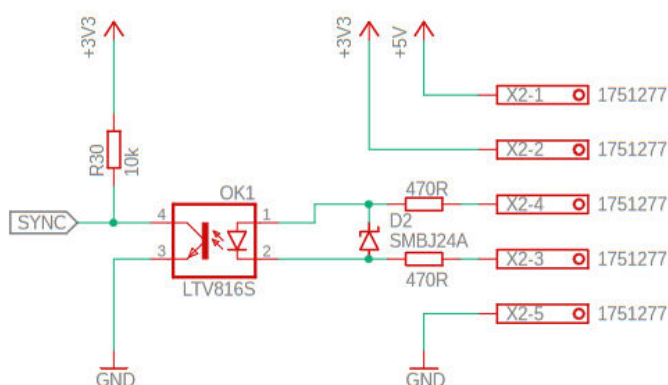 +3V3
+3V3
+5V
X2-1 1751277
R30
10k
X2-2 1751277
OK1
470R
X2-4 1751277
SYNC
4
1
D2
SMBJ24A
3
2
X2-3 1751277
LTV816S
470R
X2-5 1751277
GND
GND